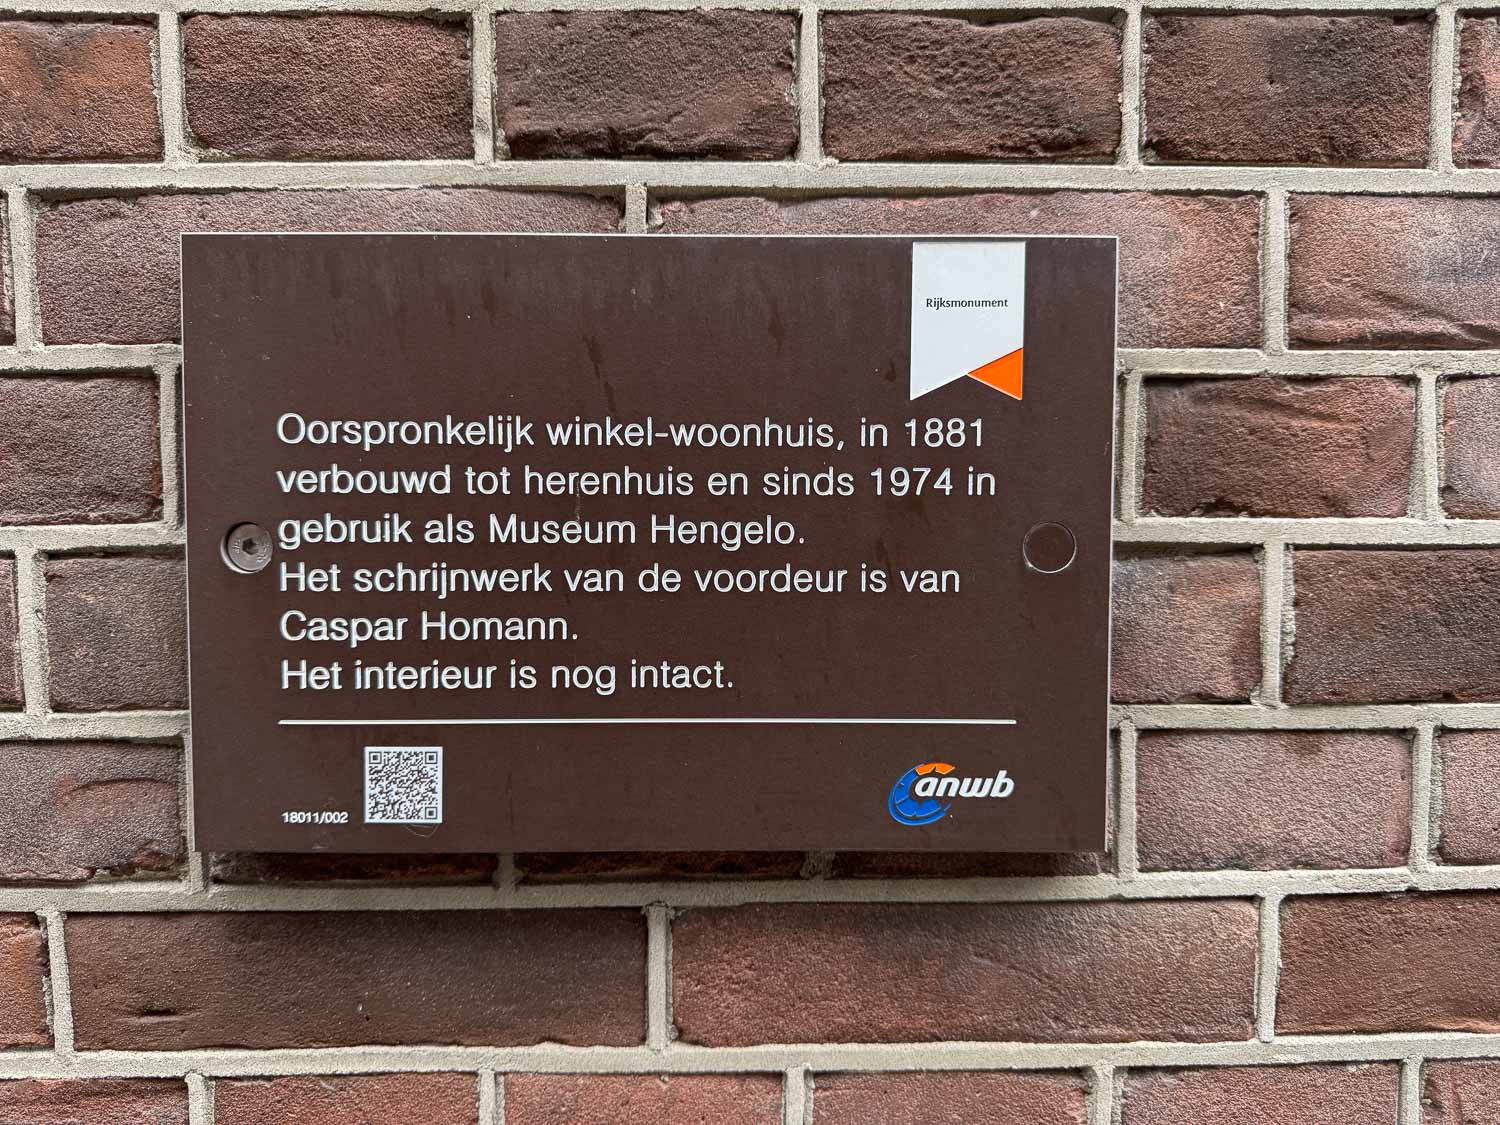 Rijksmonument
Oorspronkelijk winkel-woonhuis, in 1881
verbouwd tot herenhuis en sinds 1974 in
gebruik als Museum Hengelo.
Het schrijnwerk van de voordeur is van
Caspar Homann.
Het interieur is nog intact.
18011/002
anwb